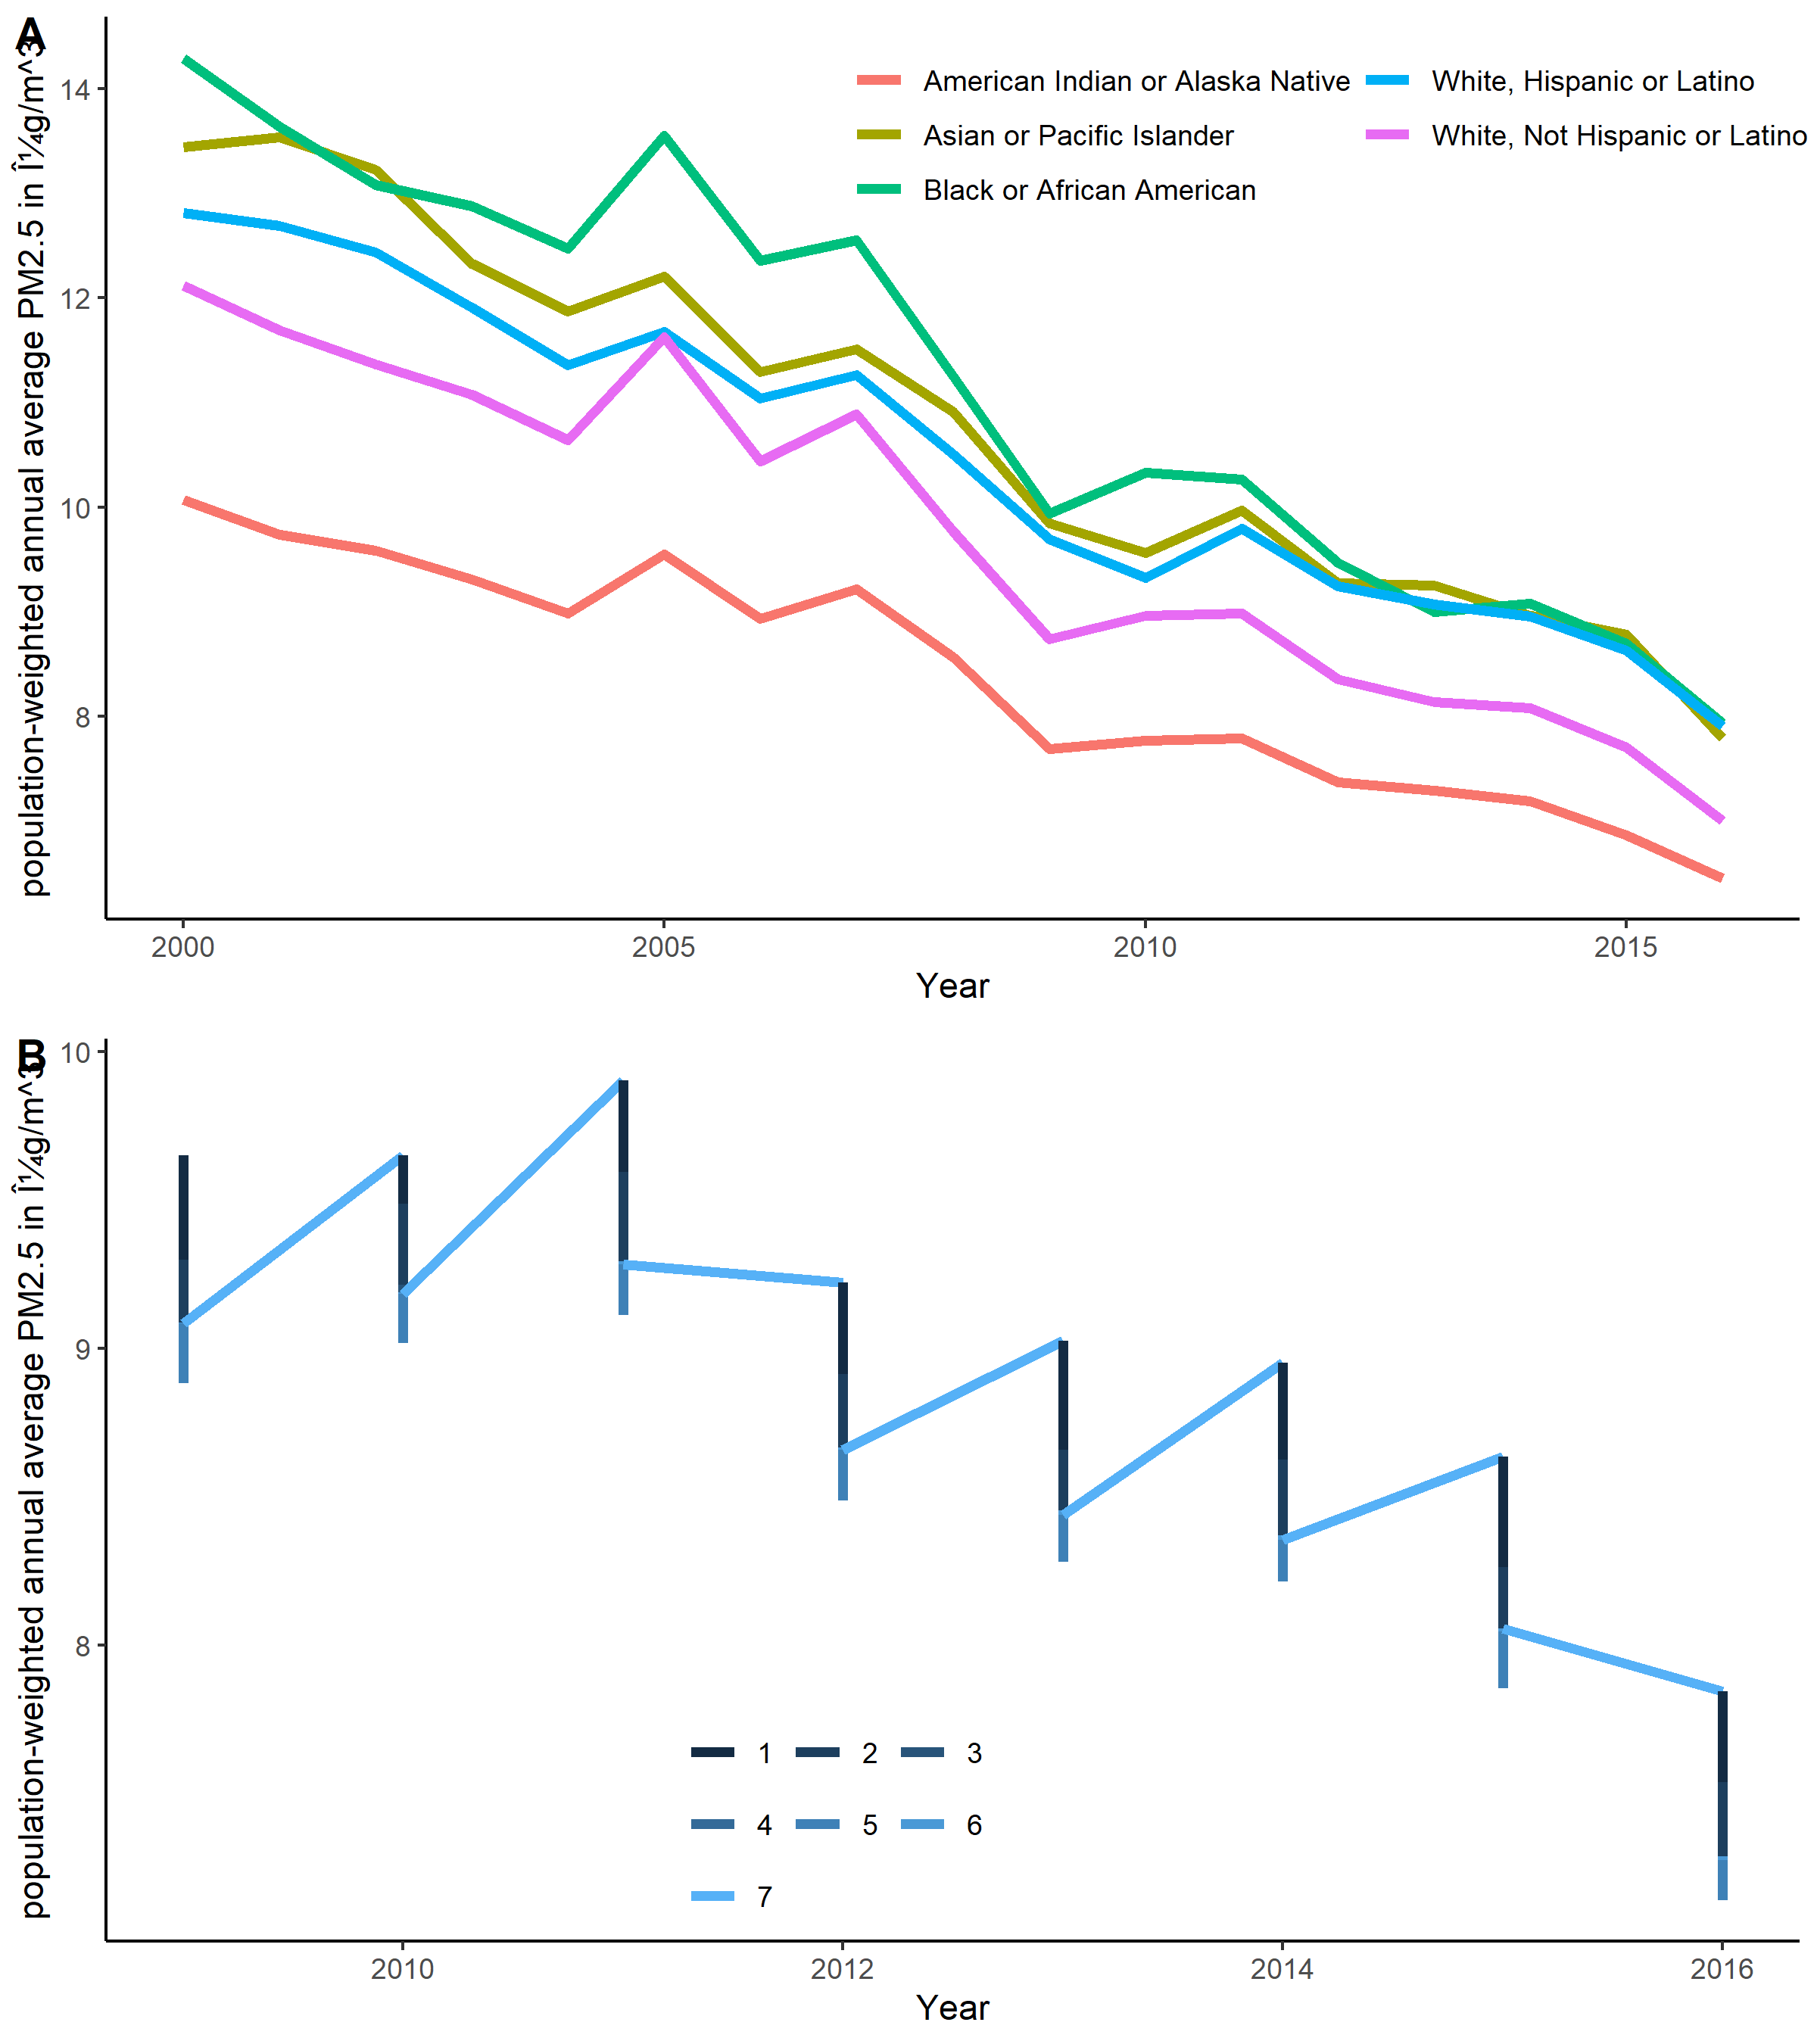 A
population-weighted annual average PM2.5 in Î¼g/m^3
14
12
10
8
American Indian or Alaska Native
Asian or Pacific Islander
Black or African American
White, Hispanic or Latino
White, Not Hispanic or Latino
2000 2005 2010 2015
Year
B
population-weighted annual average PM2.5 in Î¼g/m^3
10
9
8
1 2 3
4 5 6
7
2010 2012 2014 2016
Year